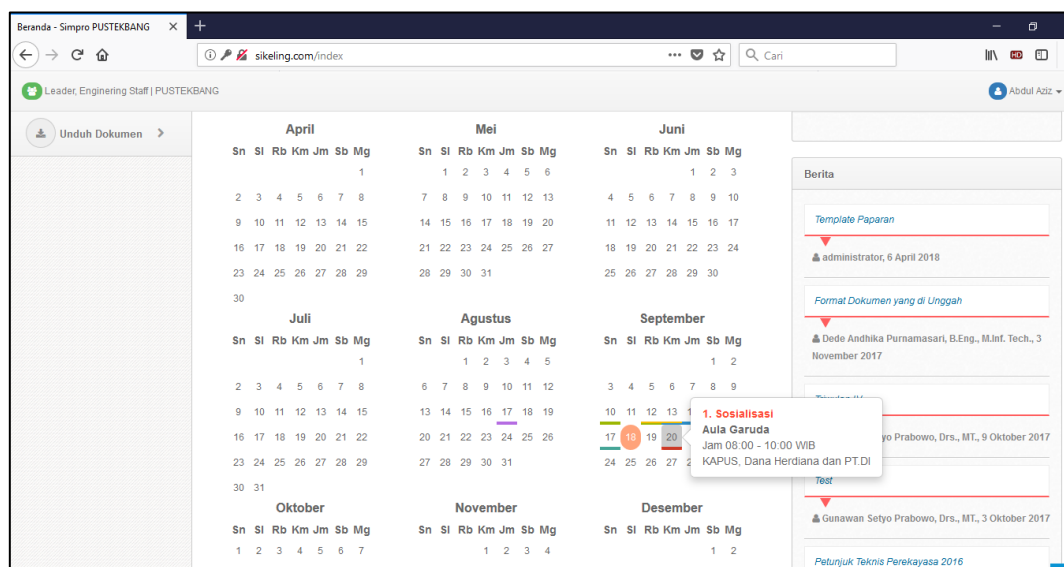 Beranda - Simpro PUSTEKBANG
sikeling.com/index
Cari
HD
Leader, Enginering Staff | PUSTEKBANG
Abdul Aziz
Unduh Dokumen
April
Sn Sl Rb Km Jm Sb Mg
1
2 3 4 5 6 7 8
9 10 11 12 13 14 15
16 17 18 19 20 21 22
23 24 25 26 27 28 29
30
Mei
Sn Sl Rb Km Jm Sb Mg
1 2 3 4 5 6
7 8 9 10 11 12 13
14 15 16 17 18 19 20
21 22 23 24 25 26 27
28 29 30 31
Juni
Sn Sl Rb Km Jm Sb Mg
1 2 3
4 5 6 7 8 9 10
11 12 13 14 15 16 17
18 19 20 21 22 23 24
25 26 27 28 29 30
Juli
Sn Sl Rb Km Jm Sb Mg
1
2 3 4 5 6 7 8
9 10 11 12 13 14 15
16 17 18 19 20 21 22
23 24 25 26 27 28 29
30 31
Agustus
Sn Sl Rb Km Jm Sb Mg
1 2 3 4 5
6 7 8 9 10 11 12
13 14 15 16 17 18 19
20 21 22 23 24 25 26
27 28 29 30 31
September
Sn Sl Rb Km Jm Sb Mg
1 2
3 4 5 6 7 8 9
10 11 12 13
17 18 19 20
24 25 26 27
1. Sosialisasi
Aula Garuda
Jam 08:00 - 10:00 WIB
KAPUS, Dana Herdiana dan PT.DI
Oktober
Sn Sl Rb Km Jm Sb Mg
1 2 3 4 5 6 7
November
Sn Sl Rb Km Jm Sb Mg
1 2 3 4
Desember
Sn Sl Rb Km Jm Sb Mg
1 2
Berita
Template Paparan
administrator, 6 April 2018
Format Dokumen yang di Unggah
Dede Andhika Purnamasari, B.Eng., M.Inf. Tech., 3
November 2017
Prabowo, Drs., MT., 9 Oktober 2017
Test
Gunawan Setyo Prabowo, Drs., MT., 3 Oktober 2017
Petunjuk Teknis Perekayasa 2016